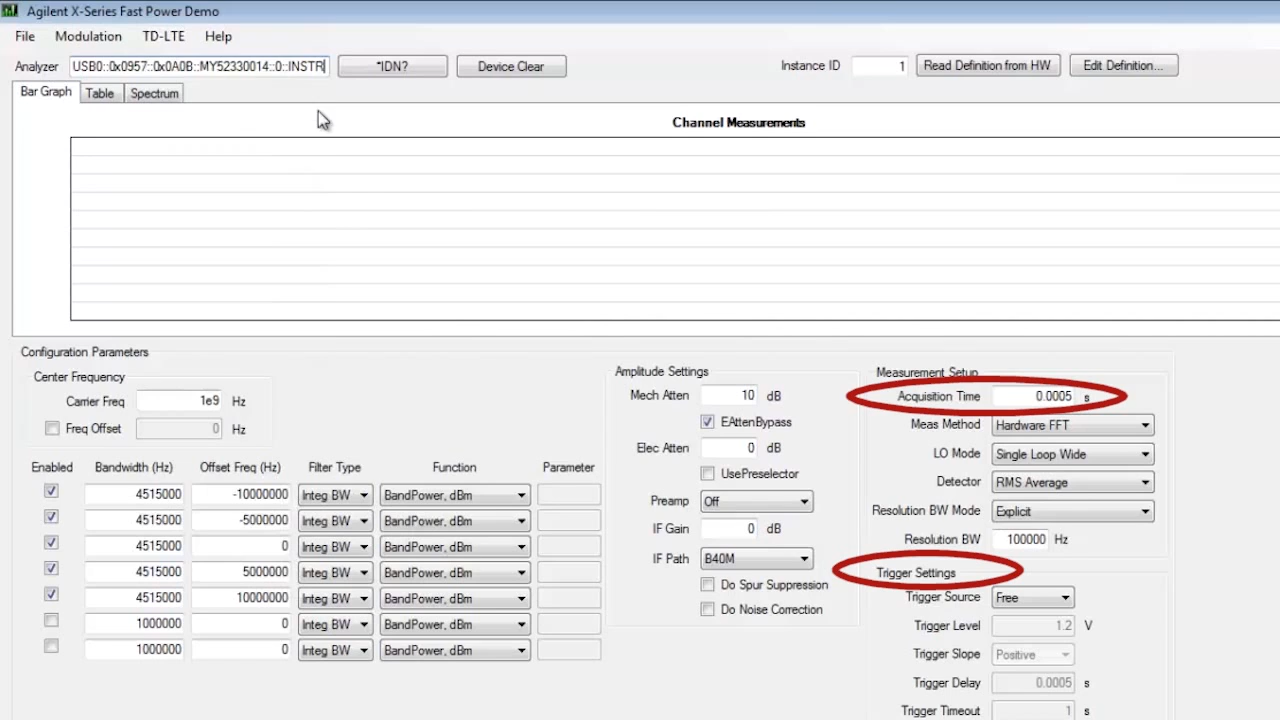 Agilent X-Series Fast Power Demo
File Modulation TD-LTE Help
Analyzer USB0::0x0957::0x0A0B::MY52330014::0::INSTR *IDN? Device Clear Instance ID 1 Read Definition from HW Edit Definition...
Bar Graph Table Spectrum
Channel Measurements
Configuration Parameters
Center Frequency
Carrier Freq 1e9 Hz
Freq Offset 0 Hz
Enabled Bandwidth (Hz) Offset Freq (Hz) Filter Type Function Parameter
4515000 -10000000 Integ BW BandPower, dBm
4515000 -5000000 Integ BW BandPower, dBm
4515000 0 Integ BW BandPower, dBm
4515000 5000000 Integ BW BandPower, dBm
4515000 10000000 Integ BW BandPower, dBm
1000000 0 Integ BW BandPower, dBm
1000000 0 Integ BW BandPower, dBm
Amplitude Settings
Mech Atten 10 dB
EAttenBypass
Elec Atten 0 dB
UsePreselector
Preamp Off
IF Gain 0 dB
IF Path B40M
Do Spur Suppression
Do Noise Correction
Measurement Setup
Acquisition Time 0.0005 s
Meas Method Hardware FFT
LO Mode Single Loop Wide
Detector RMS Average
Resolution BW Mode Explicit
Resolution BW 100000 Hz
Trigger Settings
Trigger Source Free
Trigger Level 1.2 V
Trigger Slope Positive
Trigger Delay 0.0005 s
Trigger Timeout 1 s